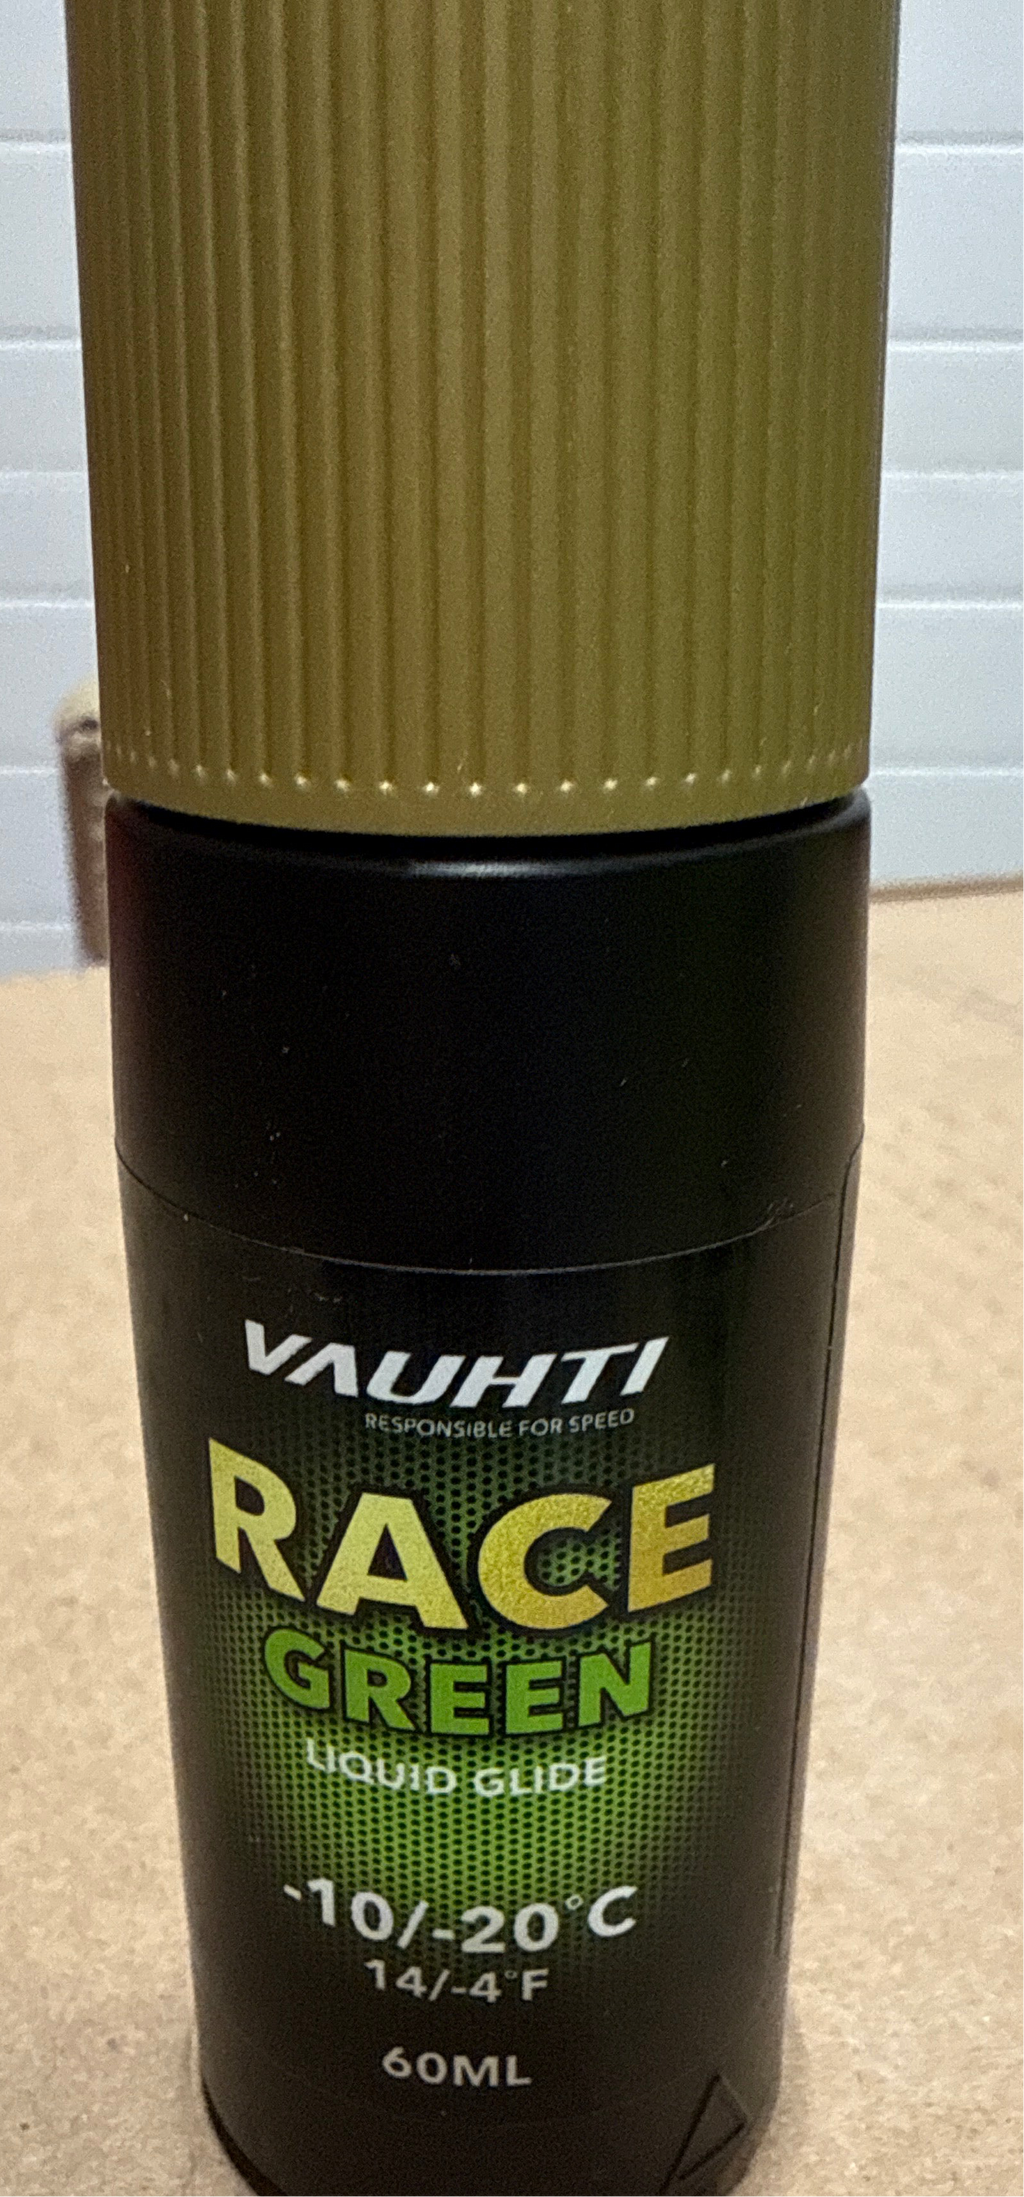 VAUHTI
RESPONSIBLE FOR SPEED
RACE
GREEN
LIQUID GLIDE
-10/-20°C
14/-4°F
60ML